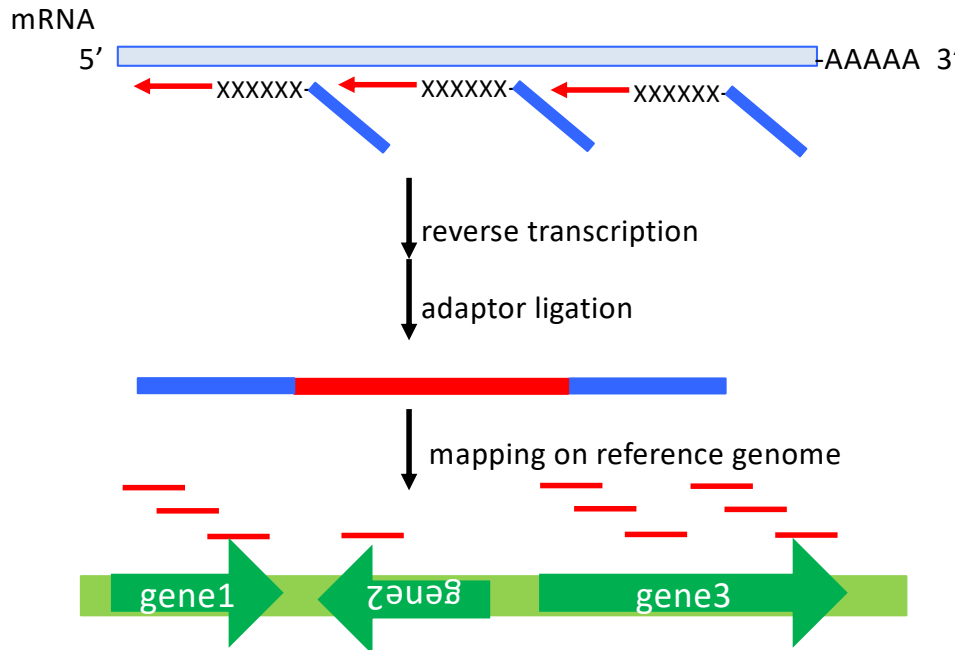 mRNA
5’ -AAAAA 3’
XXXXXX- XXXXXX- XXXXXX-
reverse transcription
adaptor ligation
mapping on reference genome
gene1 gene2 gene3